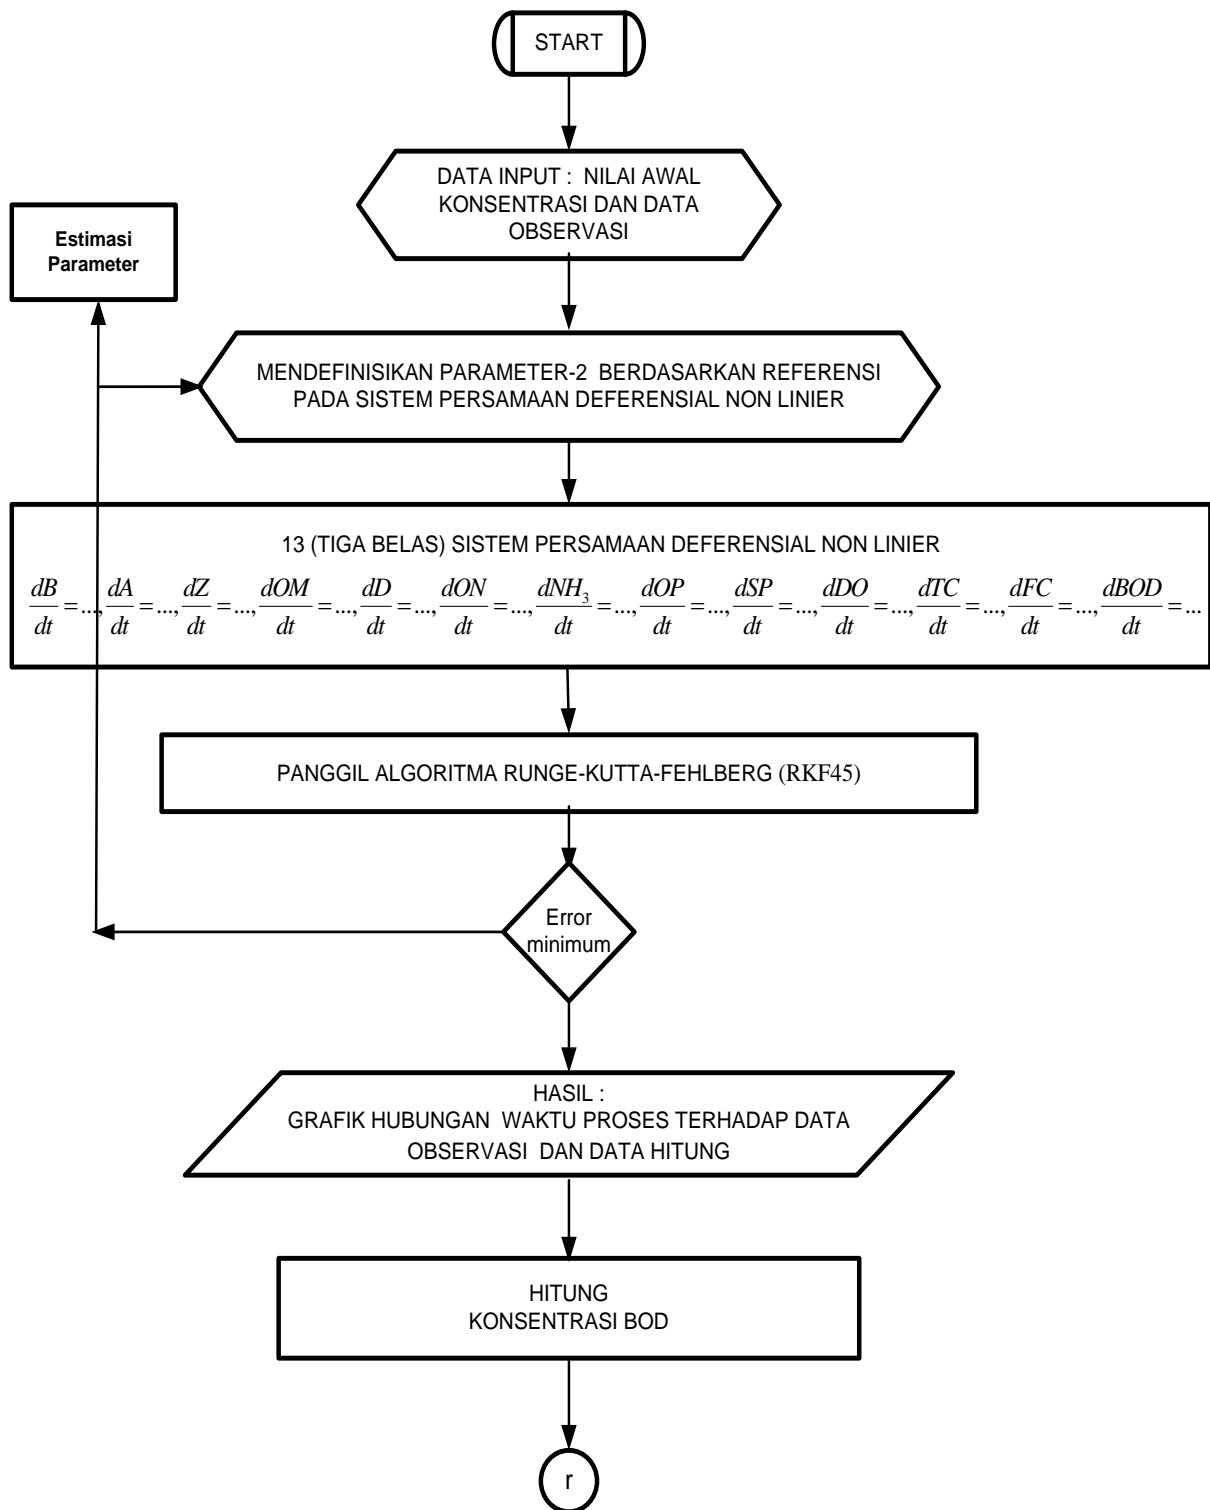 START
DATA INPUT :  NILAI AWAL
KONSENTRASI DAN DATA
OBSERVASI
Estimasi
Parameter
MENDEFINISIKAN PARAMETER-2  BERDASARKAN REFERENSI
PADA SISTEM PERSAMAAN DEFERENSIAL NON LINIER
13 (TIGA BELAS) SISTEM PERSAMAAN DEFERENSIAL NON LINIER
dB/dt = ..., dA/dt = ..., dZ/dt = ..., dOM/dt = ..., dD/dt = ..., dON/dt = ..., dNH₃/dt = ..., dOP/dt = ..., dSP/dt = ..., dDO/dt = ..., dTC/dt = ..., dFC/dt = ..., dBOD/dt = ...
PANGGIL ALGORITMA RUNGE-KUTTA-FEHLBERG (RKF45)
Error
minimum
HASIL :
GRAFIK HUBUNGAN  WAKTU PROSES TERHADAP DATA
OBSERVASI  DAN DATA HITUNG
HITUNG
KONSENTRASI BOD
r